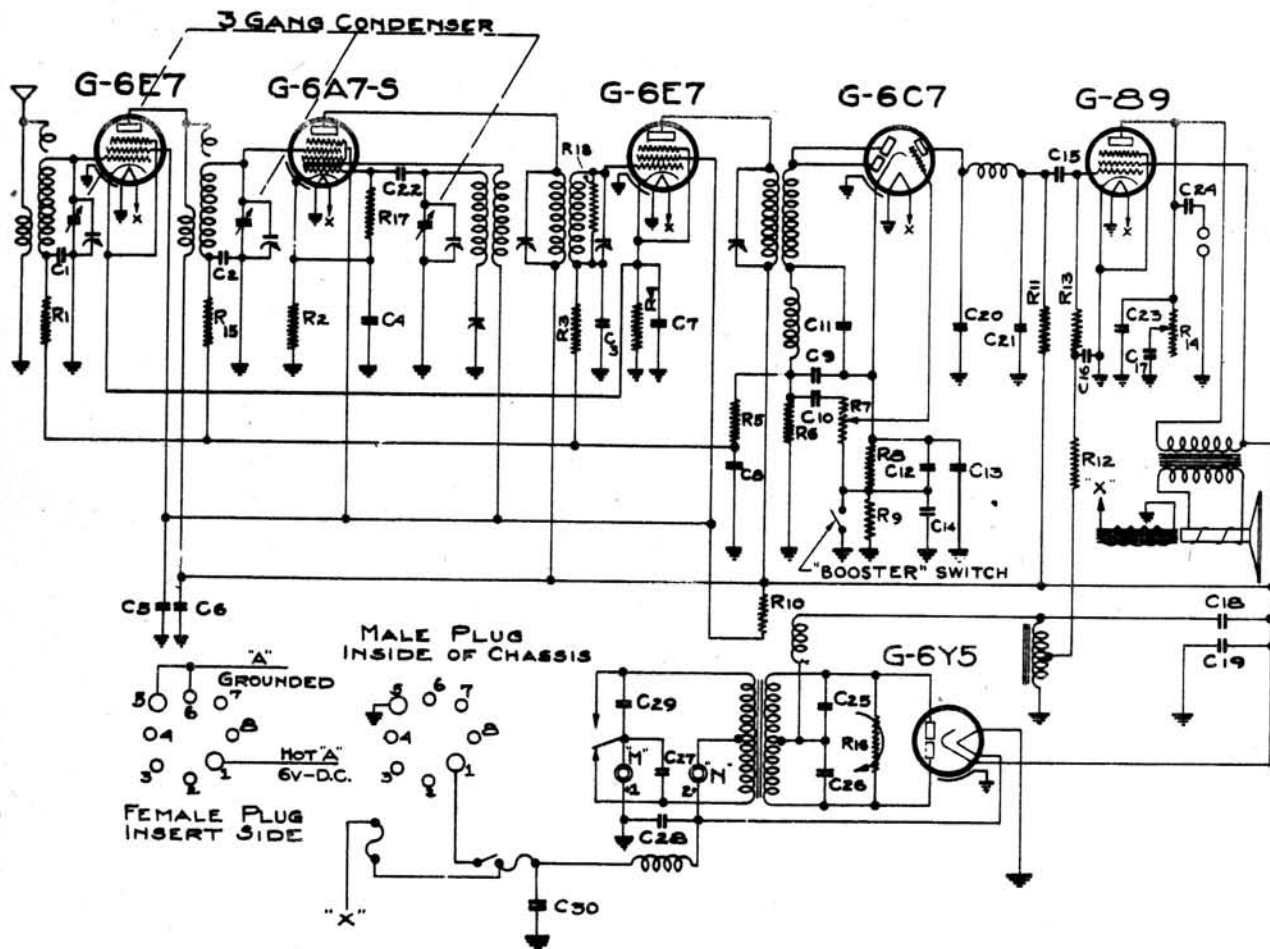 3 GANG CONDENSER
G-6E7
G-6A7-S
G-6E7
G-6C7
G-89
R18
C22
R17
C15
C24
C1
C2
R1
R15
R2
C4
R3
C3
R4
C7
C11
C9
C10
R5
R6
R7
C8
R8
C12
C13
R9
C14
C20
C21
R11
R13
C23
C16
C17
R14
R12
"X"
"BOOSTER" SWITCH
R10
C5
C6
C18
C19
MALE PLUG
INSIDE OF CHASSIS
G-6Y5
"A"
GROUNDED
5
6
7
4
8
3
2
1
HOT "A"
6V-D.C.
5
6
7
4
8
3
2
1
FEMALE PLUG
INSERT SIDE
C29
"M"
1
C27
"N"
2
C28
C25
R16
C26
"X"
C30
X
X
X
X
X